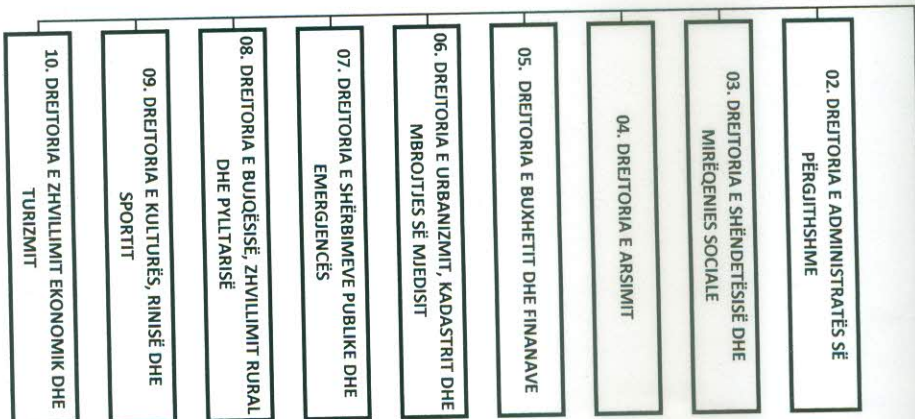 02. DREJTORIA E ADMINISTRATËS SË
PËRGJITHSHME
03. DREJTORIA E SHËNDETËSISË DHE
MIRËQENIES SOCIALE
04. DREJTORIA E ARSIMIT
05. DREJTORIA E BUXHETIT DHE FINANAVE
06. DREJTORIA E URBANIZMIT, KADASTRIT DHE
MBROJTJES SË MJEDISIT
07. DREJTORIA E SHËRBIMEVE PUBLIKE DHE
EMERGJENCËS
08. DREJTORIA E BUJQËSISË, ZHVILLIMIT RURAL
DHE PYLLTARISË
09. DREJTORIA E KULTURËS, RINISË DHE
SPORTIT
10. DREJTORIA E ZHVILLIMIT EKONOMIK DHE
TURIZMIT